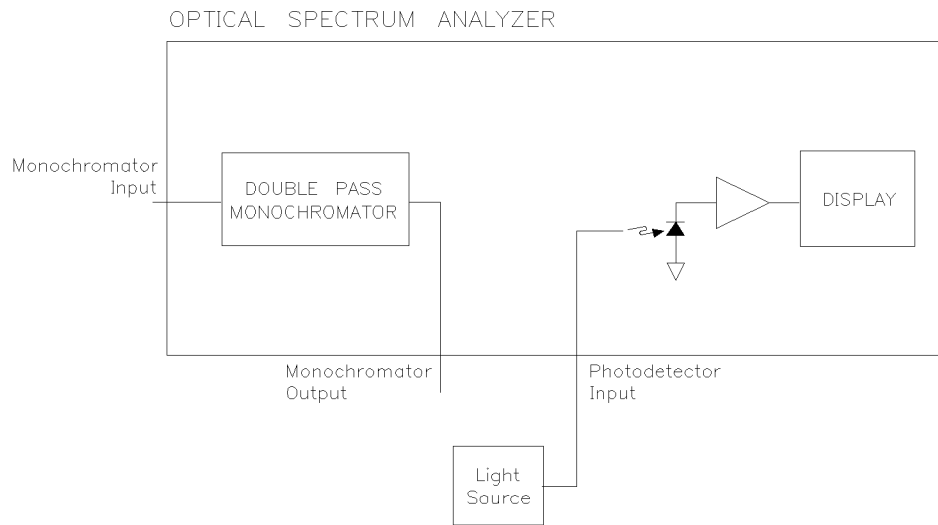 OPTICAL SPECTRUM ANALYZER
Monochromator
Input
DOUBLE PASS
MONOCHROMATOR
DISPLAY
Monochromator
Output
Photodetector
Input
Light
Source